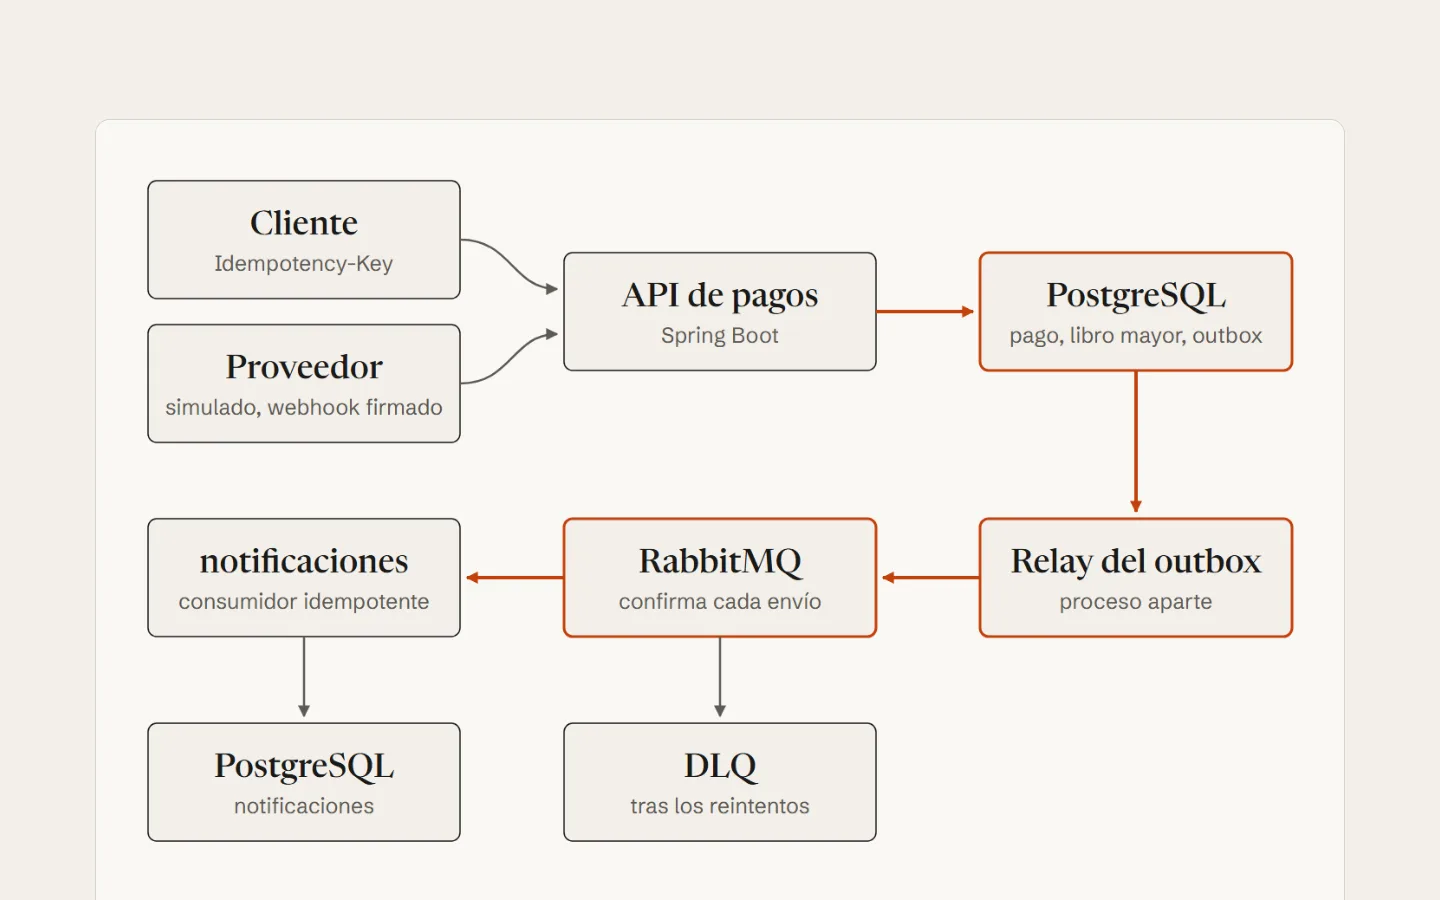 Cliente
Idempotency-Key
Proveedor
simulado, webhook firmado
API de pagos
Spring Boot
PostgreSQL
pago, libro mayor, outbox
notificaciones
consumidor idempotente
RabbitMQ
confirma cada envío
Relay del outbox
proceso aparte
PostgreSQL
notificaciones
DLQ
tras los reintentos